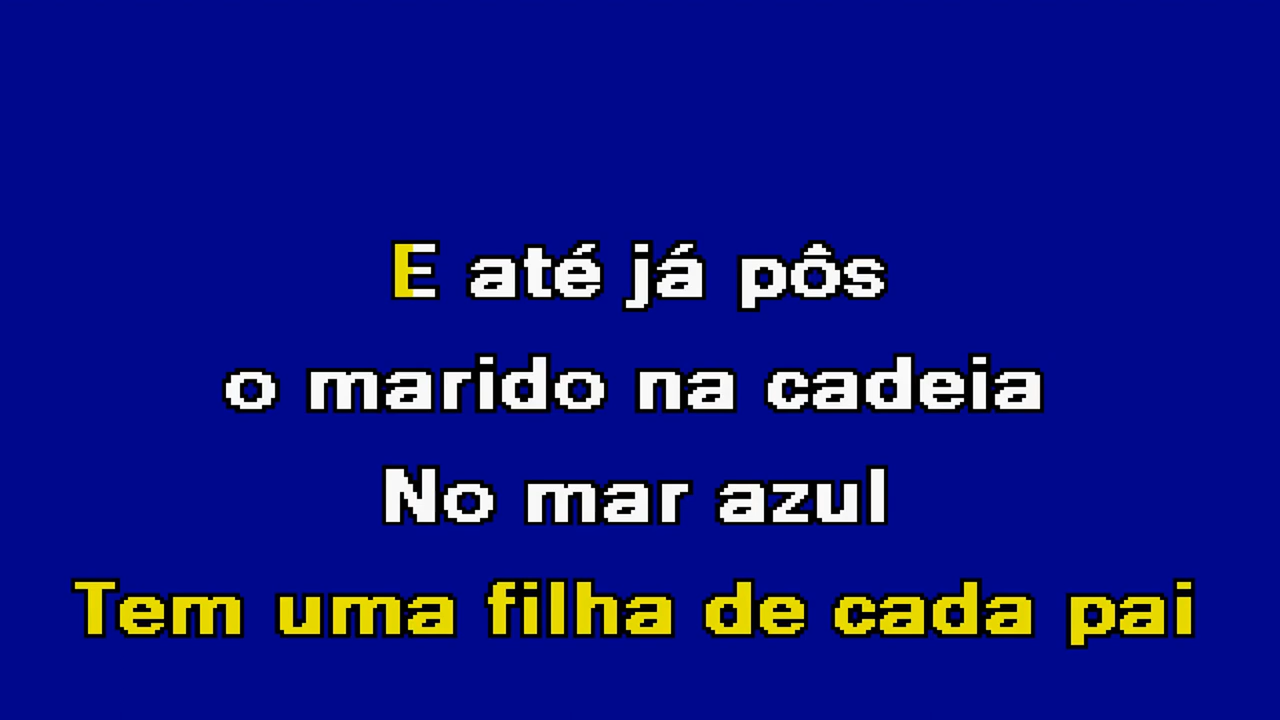 E até já pôs
o marido na cadeia
No mar azul
Tem uma filha de cada pai